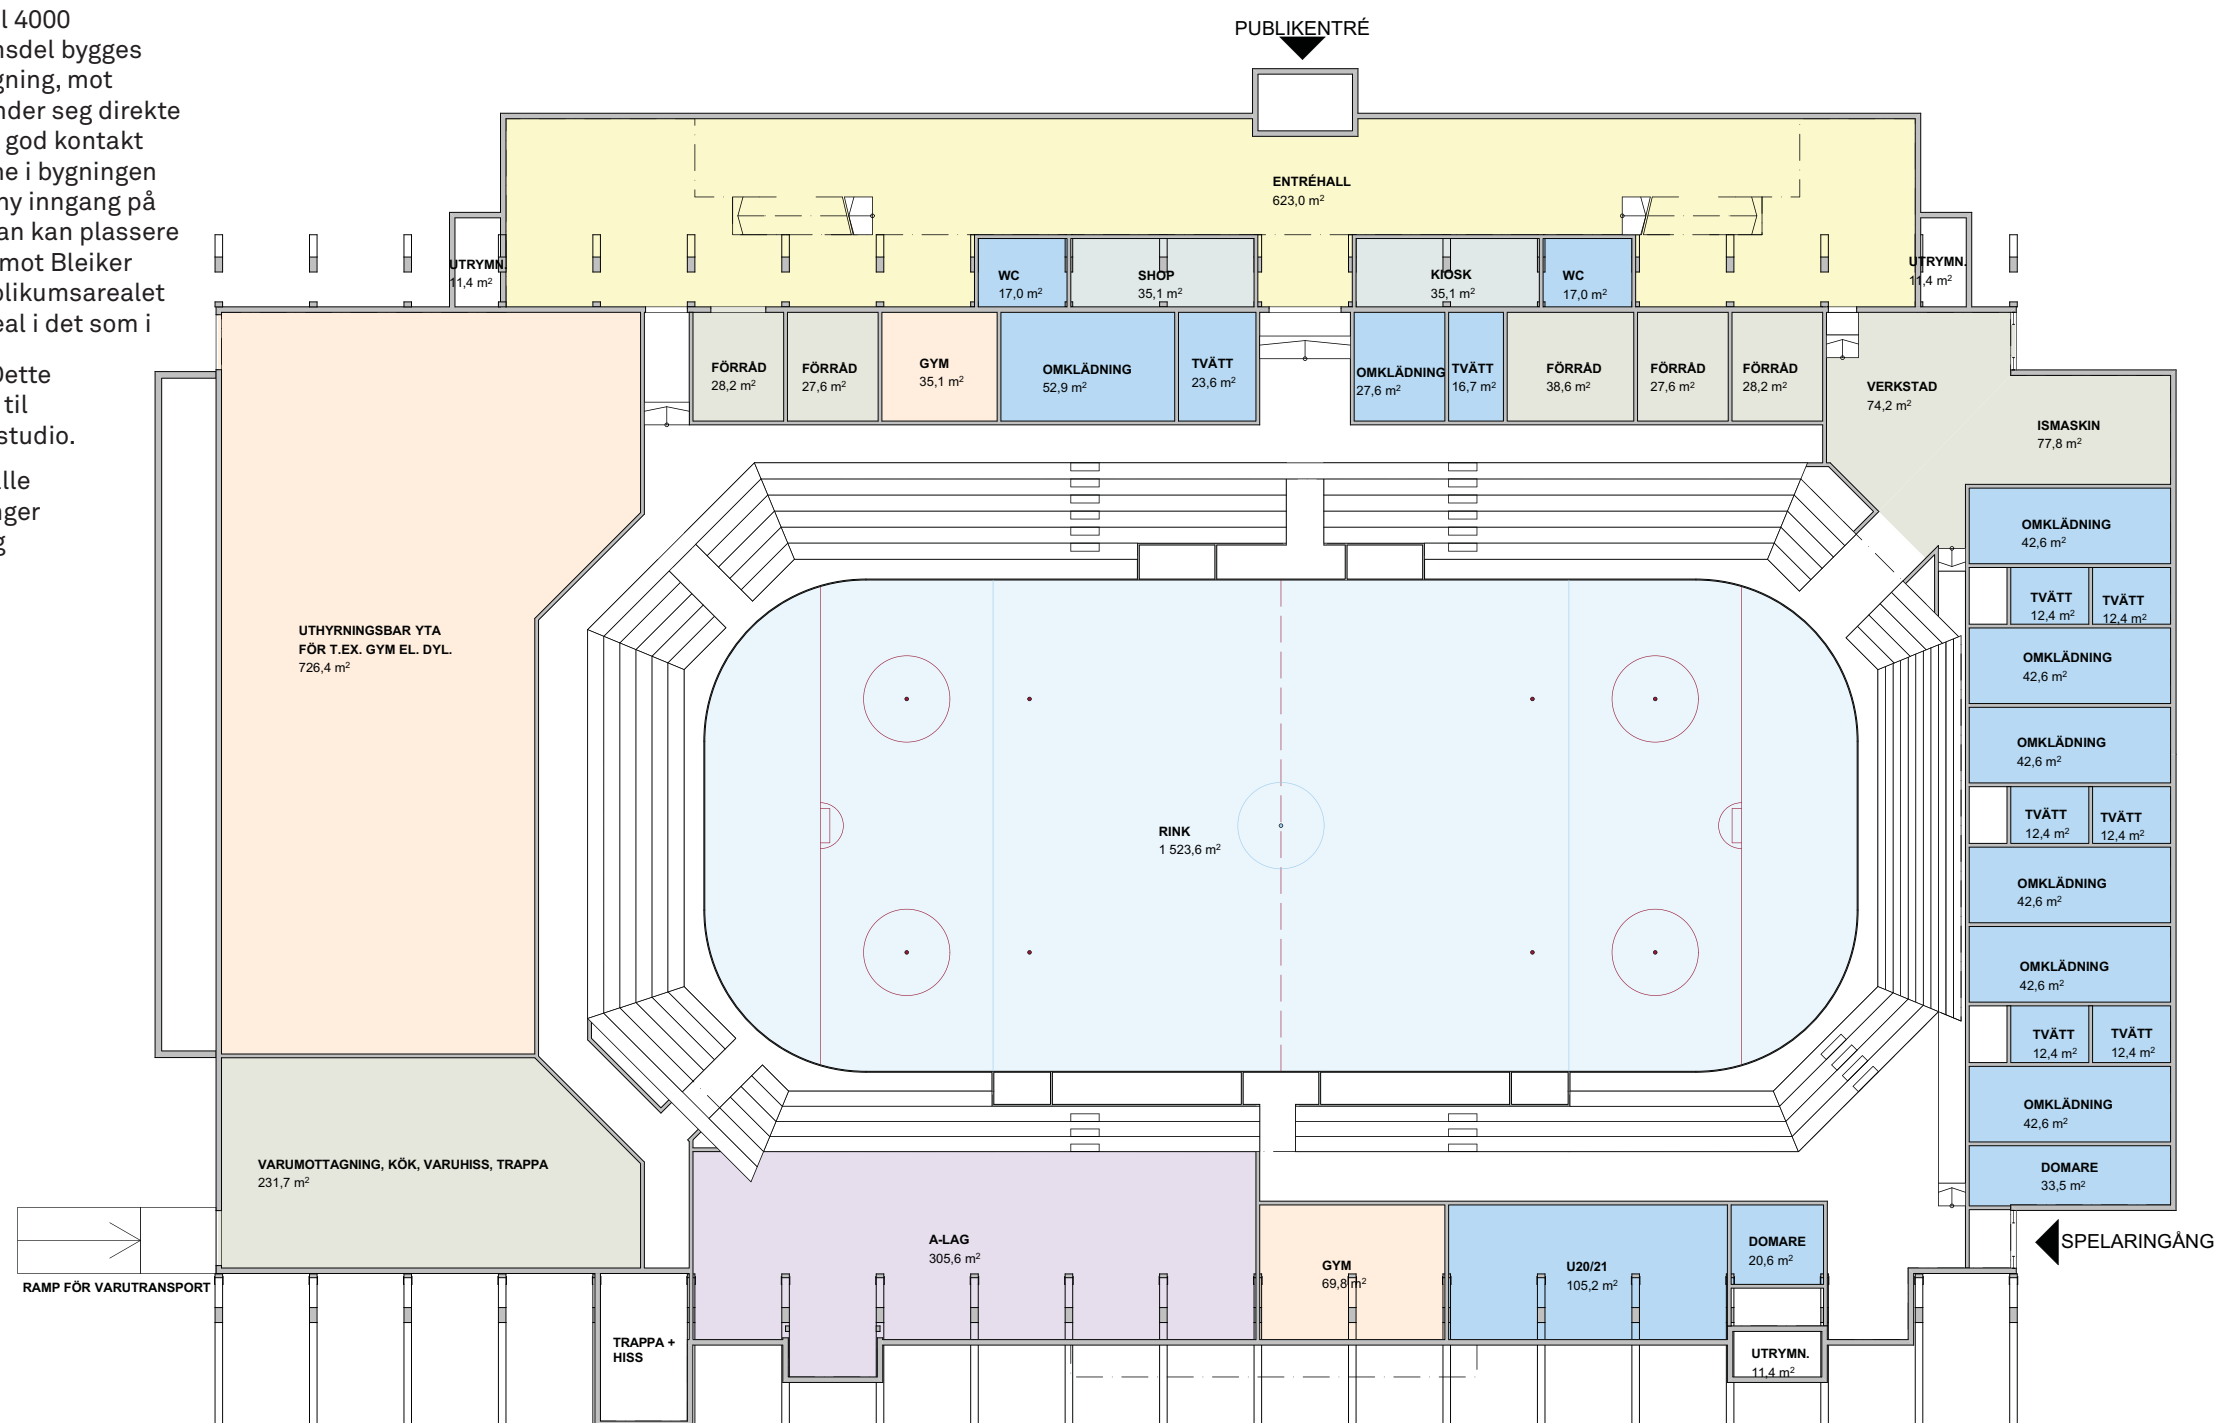 l 4000
nsdel bygges
gning, mot
nder seg direkte
god kontakt
ne i bygningen
ny inngang på
an kan plassere
mot Bleiker
olikumsarealet
eal i det som i
Dette
til
studio.
lle
nger
g
PUBLIKENTRÉ
ENTRÉHALL
623,0 m²
UTRYMN.
11,4 m²
WC
17,0 m²
SHOP
35,1 m²
KIOSK
35,1 m²
WC
17,0 m²
UTRYMN.
11,4 m²
FÖRRÅD
28,2 m²
FÖRRÅD
27,6 m²
GYM
35,1 m²
OMKLÄDNING
52,9 m²
TVÄTT
23,6 m²
OMKLÄDNING
27,6 m²
TVÄTT
16,7 m²
FÖRRÅD
38,6 m²
FÖRRÅD
27,6 m²
FÖRRÅD
28,2 m²
VERKSTAD
74,2 m²
ISMASKIN
77,8 m²
OMKLÄDNING
42,6 m²
TVÄTT
12,4 m²
TVÄTT
12,4 m²
OMKLÄDNING
42,6 m²
OMKLÄDNING
42,6 m²
TVÄTT
12,4 m²
TVÄTT
12,4 m²
OMKLÄDNING
42,6 m²
OMKLÄDNING
42,6 m²
TVÄTT
12,4 m²
TVÄTT
12,4 m²
OMKLÄDNING
42,6 m²
DOMARE
33,5 m²
UTHYRNINGSBAR YTA
FÖR T.EX. GYM EL. DYL.
726,4 m²
RINK
1 523,6 m²
VARUMOTTAGNING, KÖK, VARUHISS, TRAPPA
231,7 m²
RAMP FÖR VARUTRANSPORT
TRAPPA +
HISS
A-LAG
305,6 m²
GYM
69,8 m²
U20/21
105,2 m²
DOMARE
20,6 m²
UTRYMN.
11,4 m²
SPELARINGÅNG